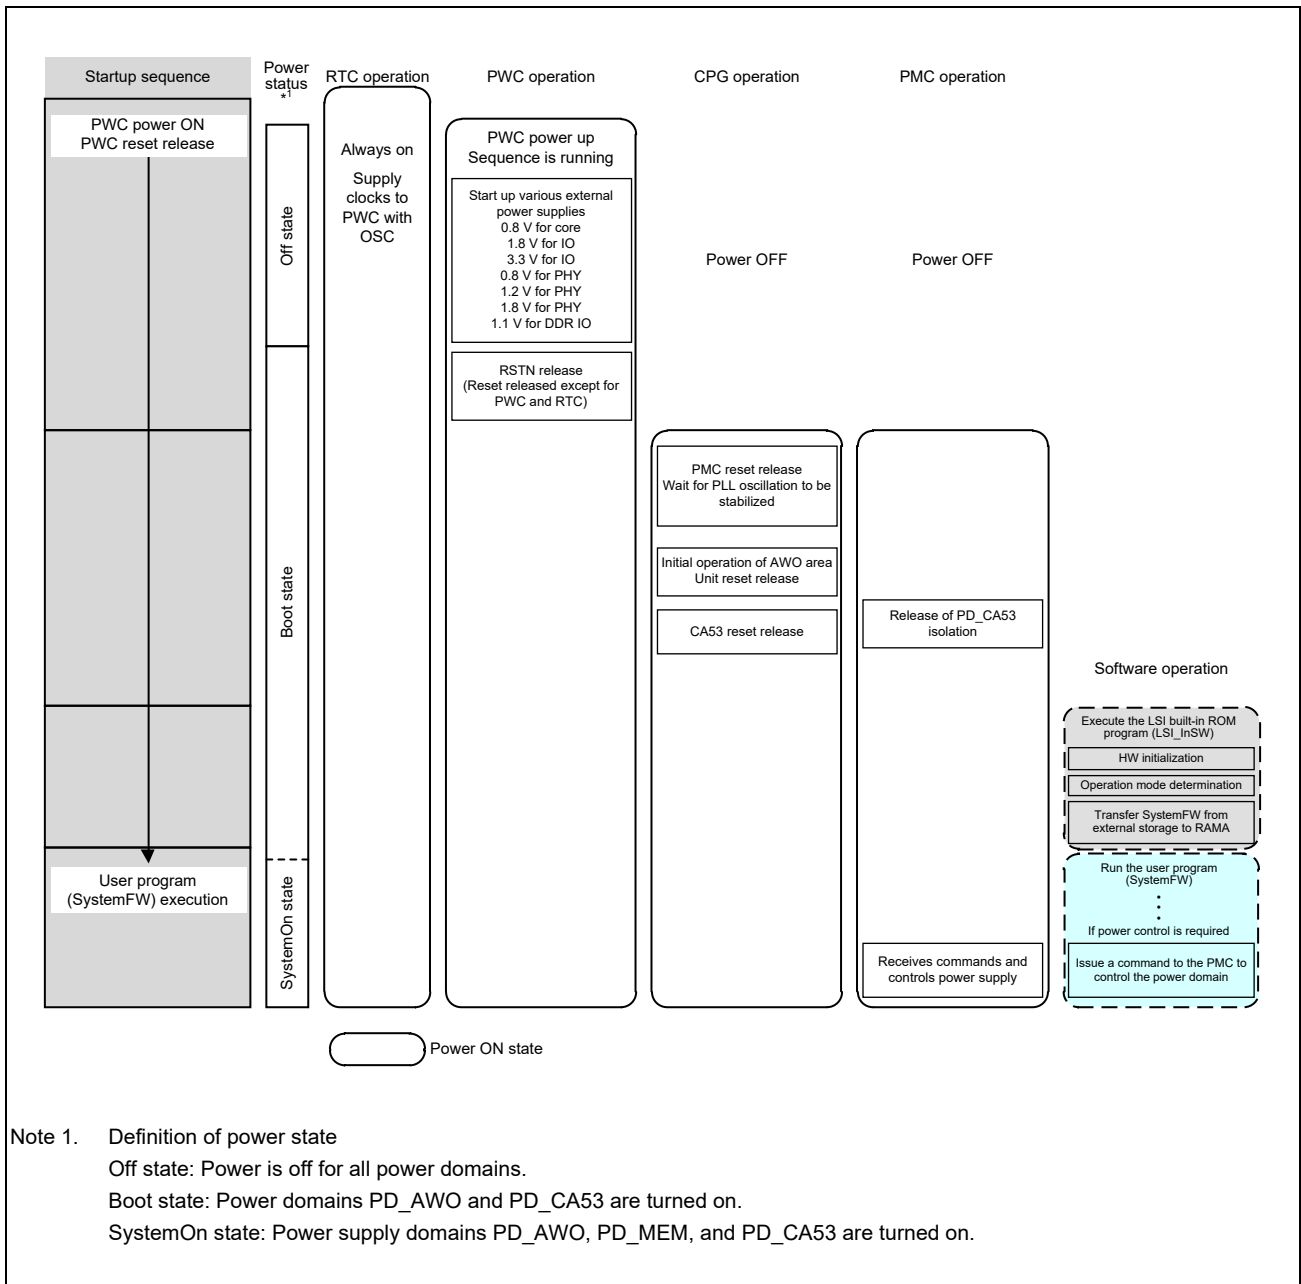 Startup sequence
Power
status
*1
RTC operation
PWC operation
CPG operation
PMC operation
PWC power ON
PWC reset release
Off state
Always on
Supply
clocks to
PWC with
OSC
PWC power up
Sequence is running
Start up various external
power supplies
0.8 V for core
1.8 V for IO
3.3 V for IO
0.8 V for PHY
1.2 V for PHY
1.8 V for PHY
1.1 V for DDR IO
Power OFF
Power OFF
RSTN release
(Reset released except for
PWC and RTC)
Boot state
PMC reset release
Wait for PLL oscillation to be
stabilized
Initial operation of AWO area
Unit reset release
CA53 reset release
Release of PD_CA53
isolation
Software operation
Execute the LSI built-in ROM
program (LSI_InSW)
HW initialization
Operation mode determination
Transfer SystemFW from
external storage to RAMA
User program
(SystemFW) execution
SystemOn state
Run the user program
(SystemFW)
If power control is required
Receives commands and
controls power supply
Issue a command to the PMC to
control the power domain
Power ON state
Note 1. Definition of power state
Off state: Power is off for all power domains.
Boot state: Power domains PD_AWO and PD_CA53 are turned on.
SystemOn state: Power supply domains PD_AWO, PD_MEM, and PD_CA53 are turned on.